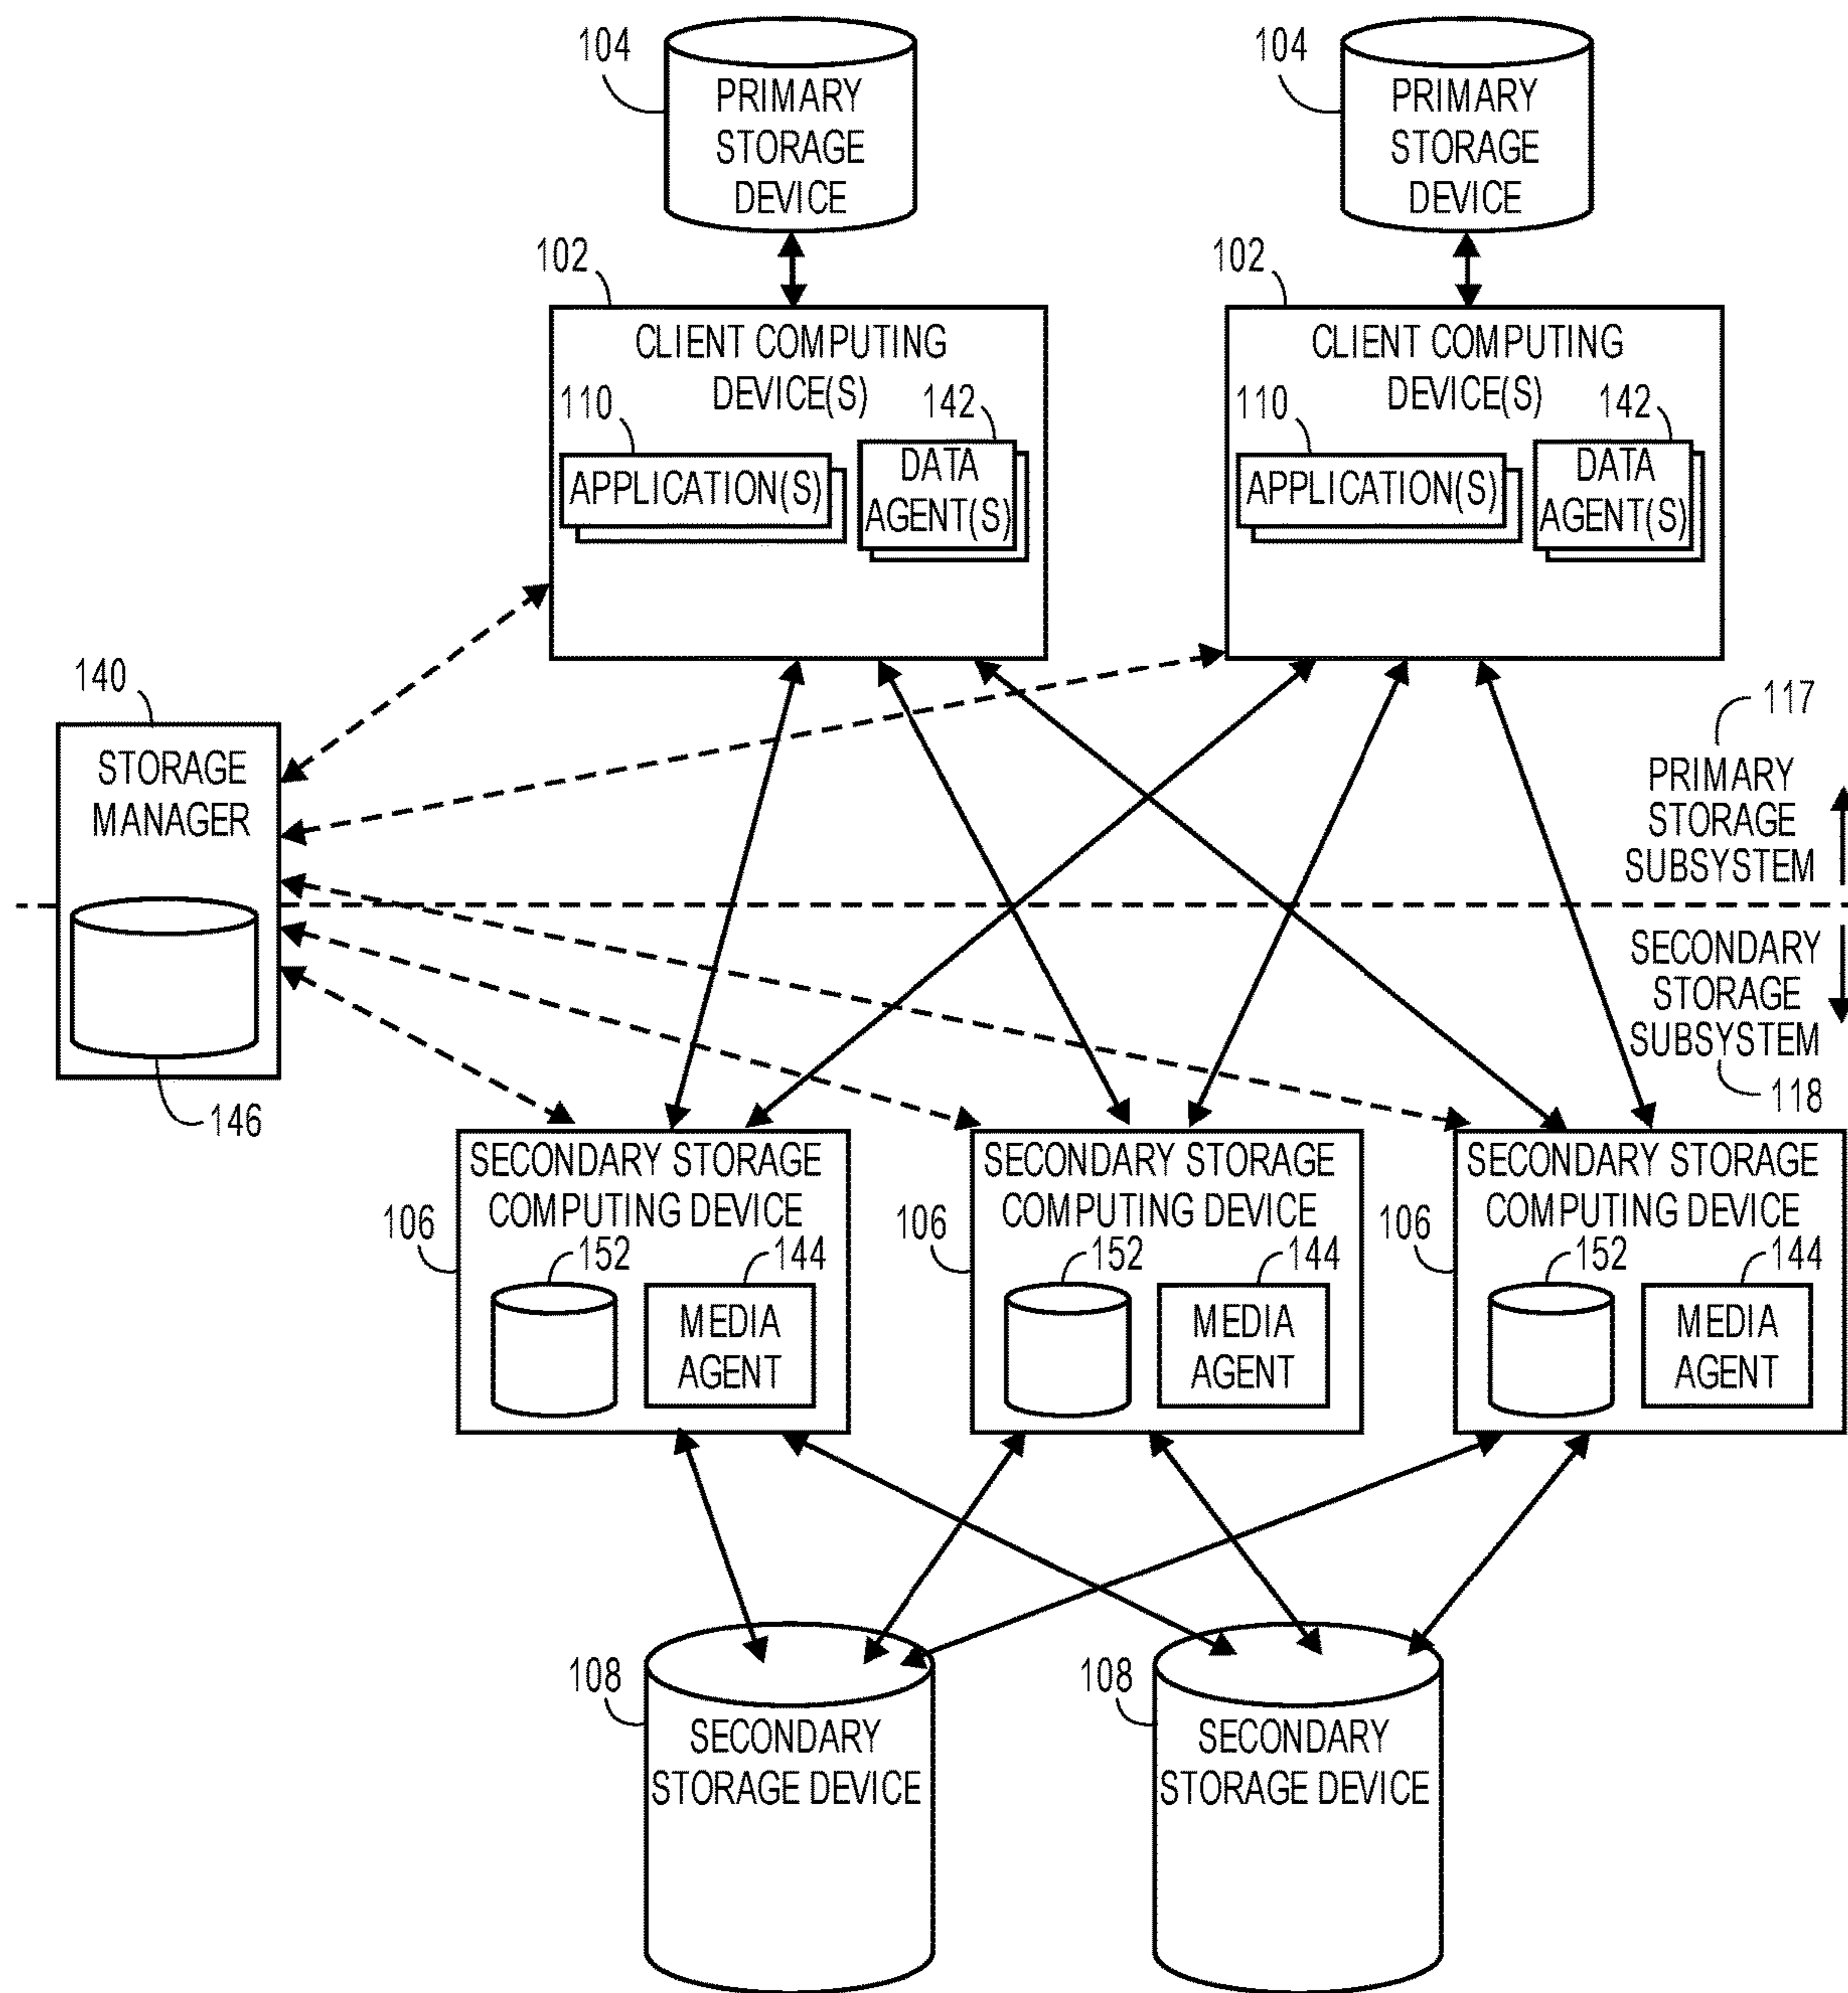 104
PRIMARY
STORAGE
DEVICE
104
PRIMARY
STORAGE
DEVICE
102
CLIENT COMPUTING
DEVICE(S)
110
142
APPLICATION(S)
DATA
AGENT(S)
102
CLIENT COMPUTING
DEVICE(S)
110
142
APPLICATION(S)
DATA
AGENT(S)
140
STORAGE
MANAGER
146
117
PRIMARY
STORAGE
SUBSYSTEM
SECONDARY
STORAGE
SUBSYSTEM
118
SECONDARY STORAGE
COMPUTING DEVICE
106
152
144
MEDIA
AGENT
SECONDARY STORAGE
COMPUTING DEVICE
106
152
144
MEDIA
AGENT
SECONDARY STORAGE
COMPUTING DEVICE
106
152
144
MEDIA
AGENT
108
SECONDARY
STORAGE DEVICE
108
SECONDARY
STORAGE DEVICE